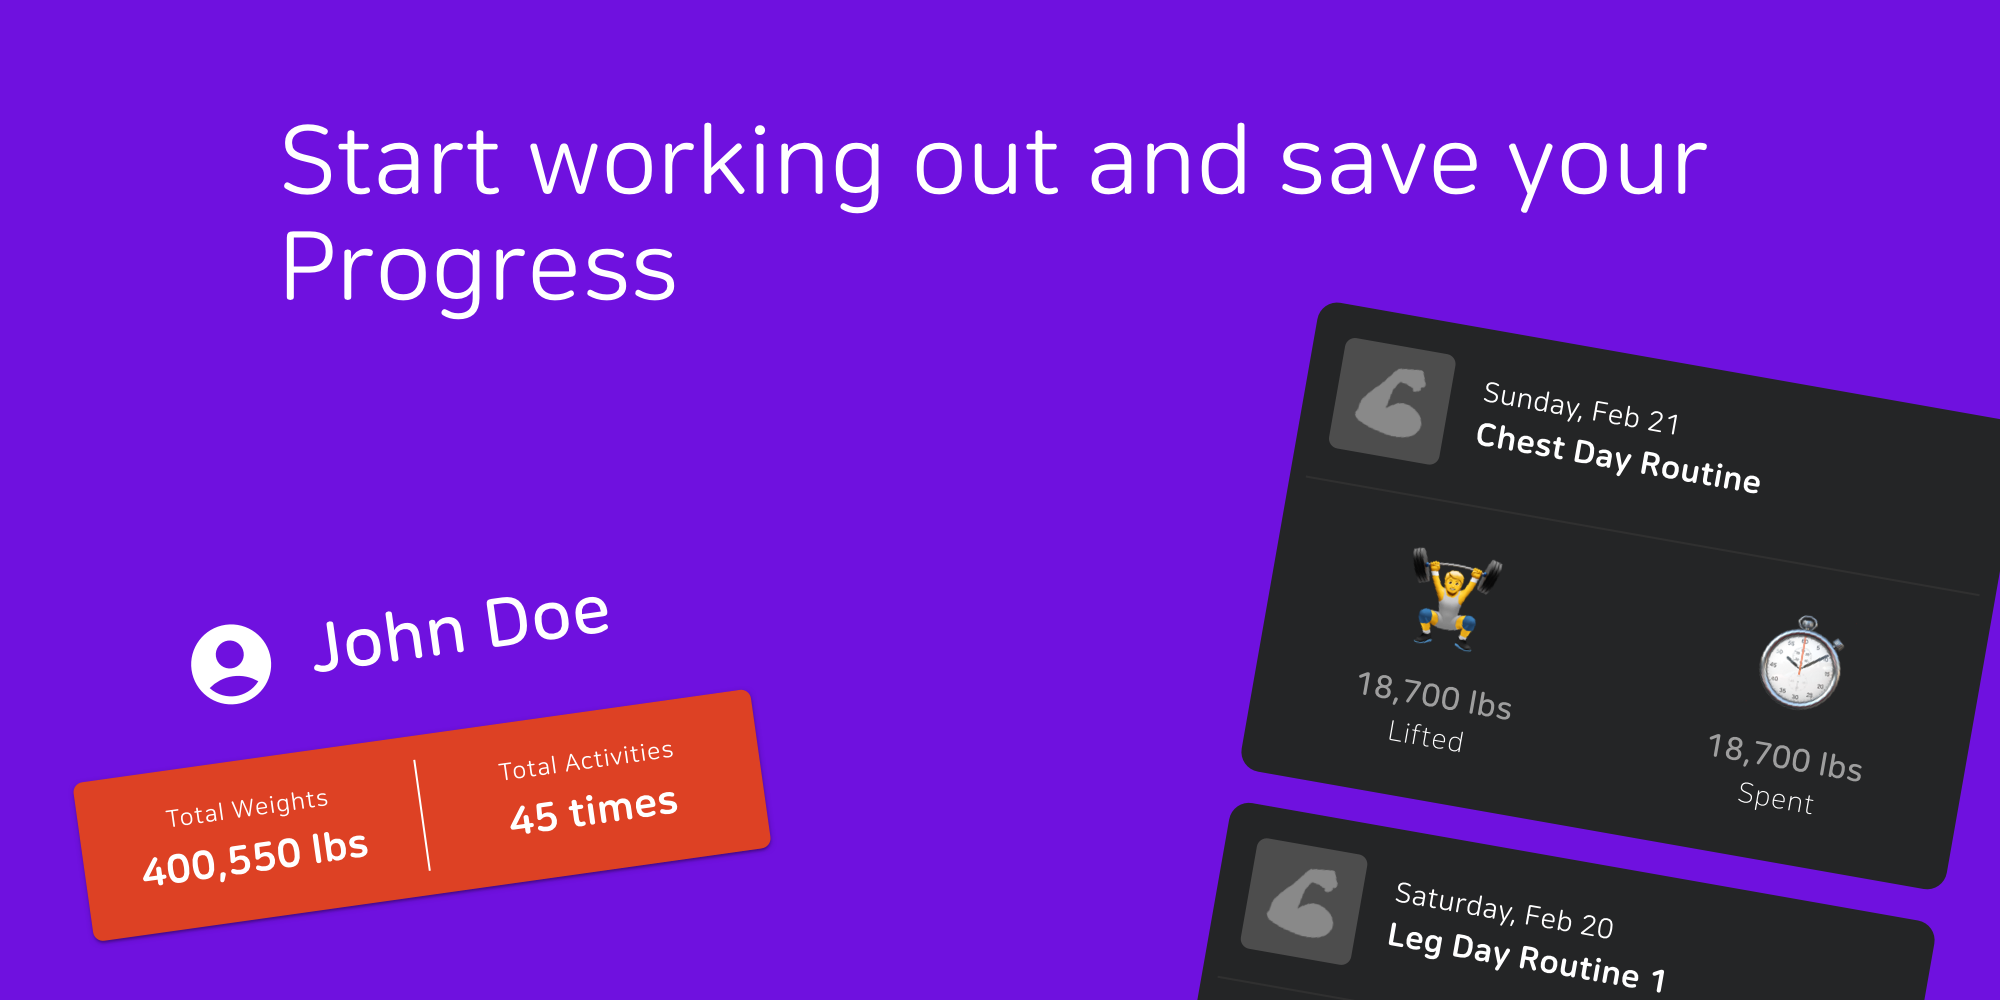 Start working out and save your
Progress
John Doe
Total Weights
400,550 lbs
Total Activities
45 times
Sunday, Feb 21
Chest Day Routine
18,700 lbs
Lifted
18,700 lbs
Spent
Saturday, Feb 20
Leg Day Routine 1